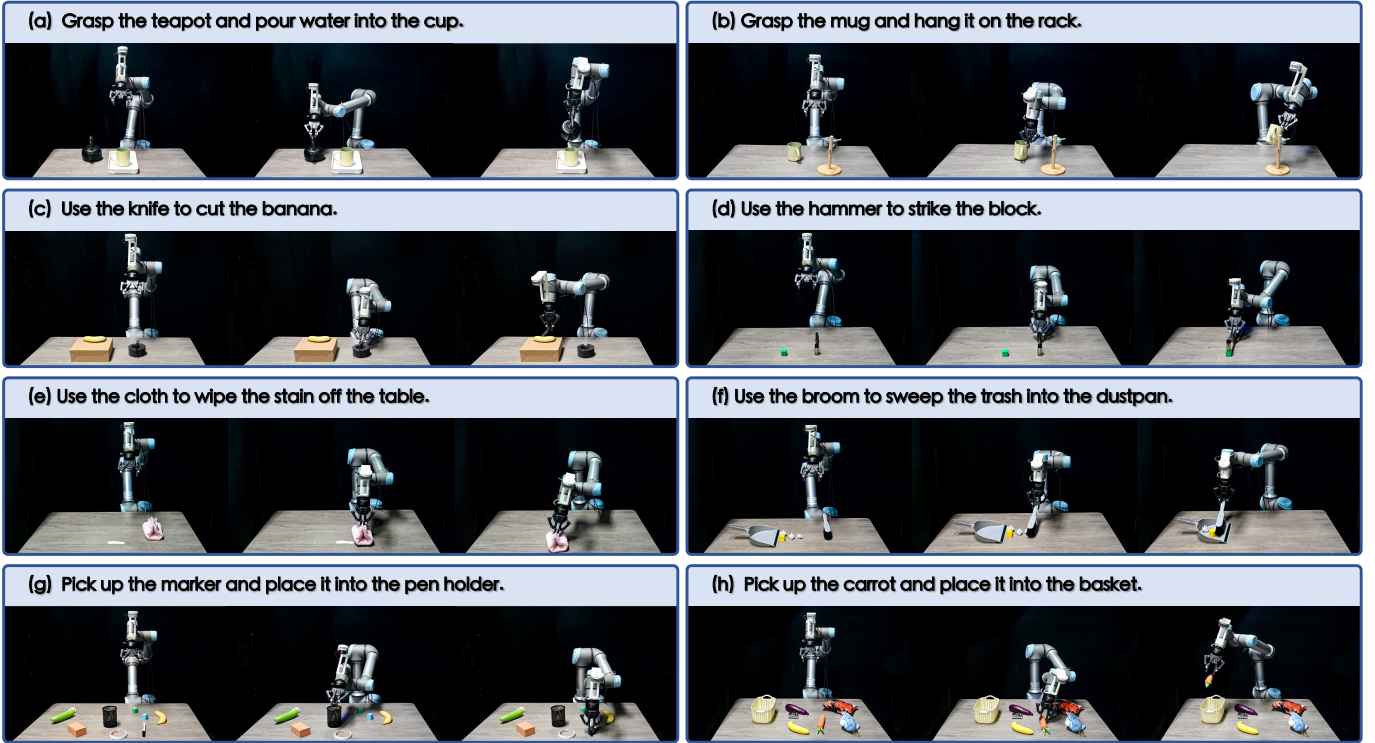 (a) Grasp the teapot and pour water into the cup.
(b) Grasp the mug and hang it on the rack.
(c) Use the knife to cut the banana.
(d) Use the hammer to strike the block.
(e) Use the cloth to wipe the stain off the table.
(f) Use the broom to sweep the trash into the dustpan.
(g) Pick up the marker and place it into the pen holder.
(h) Pick up the carrot and place it into the basket.